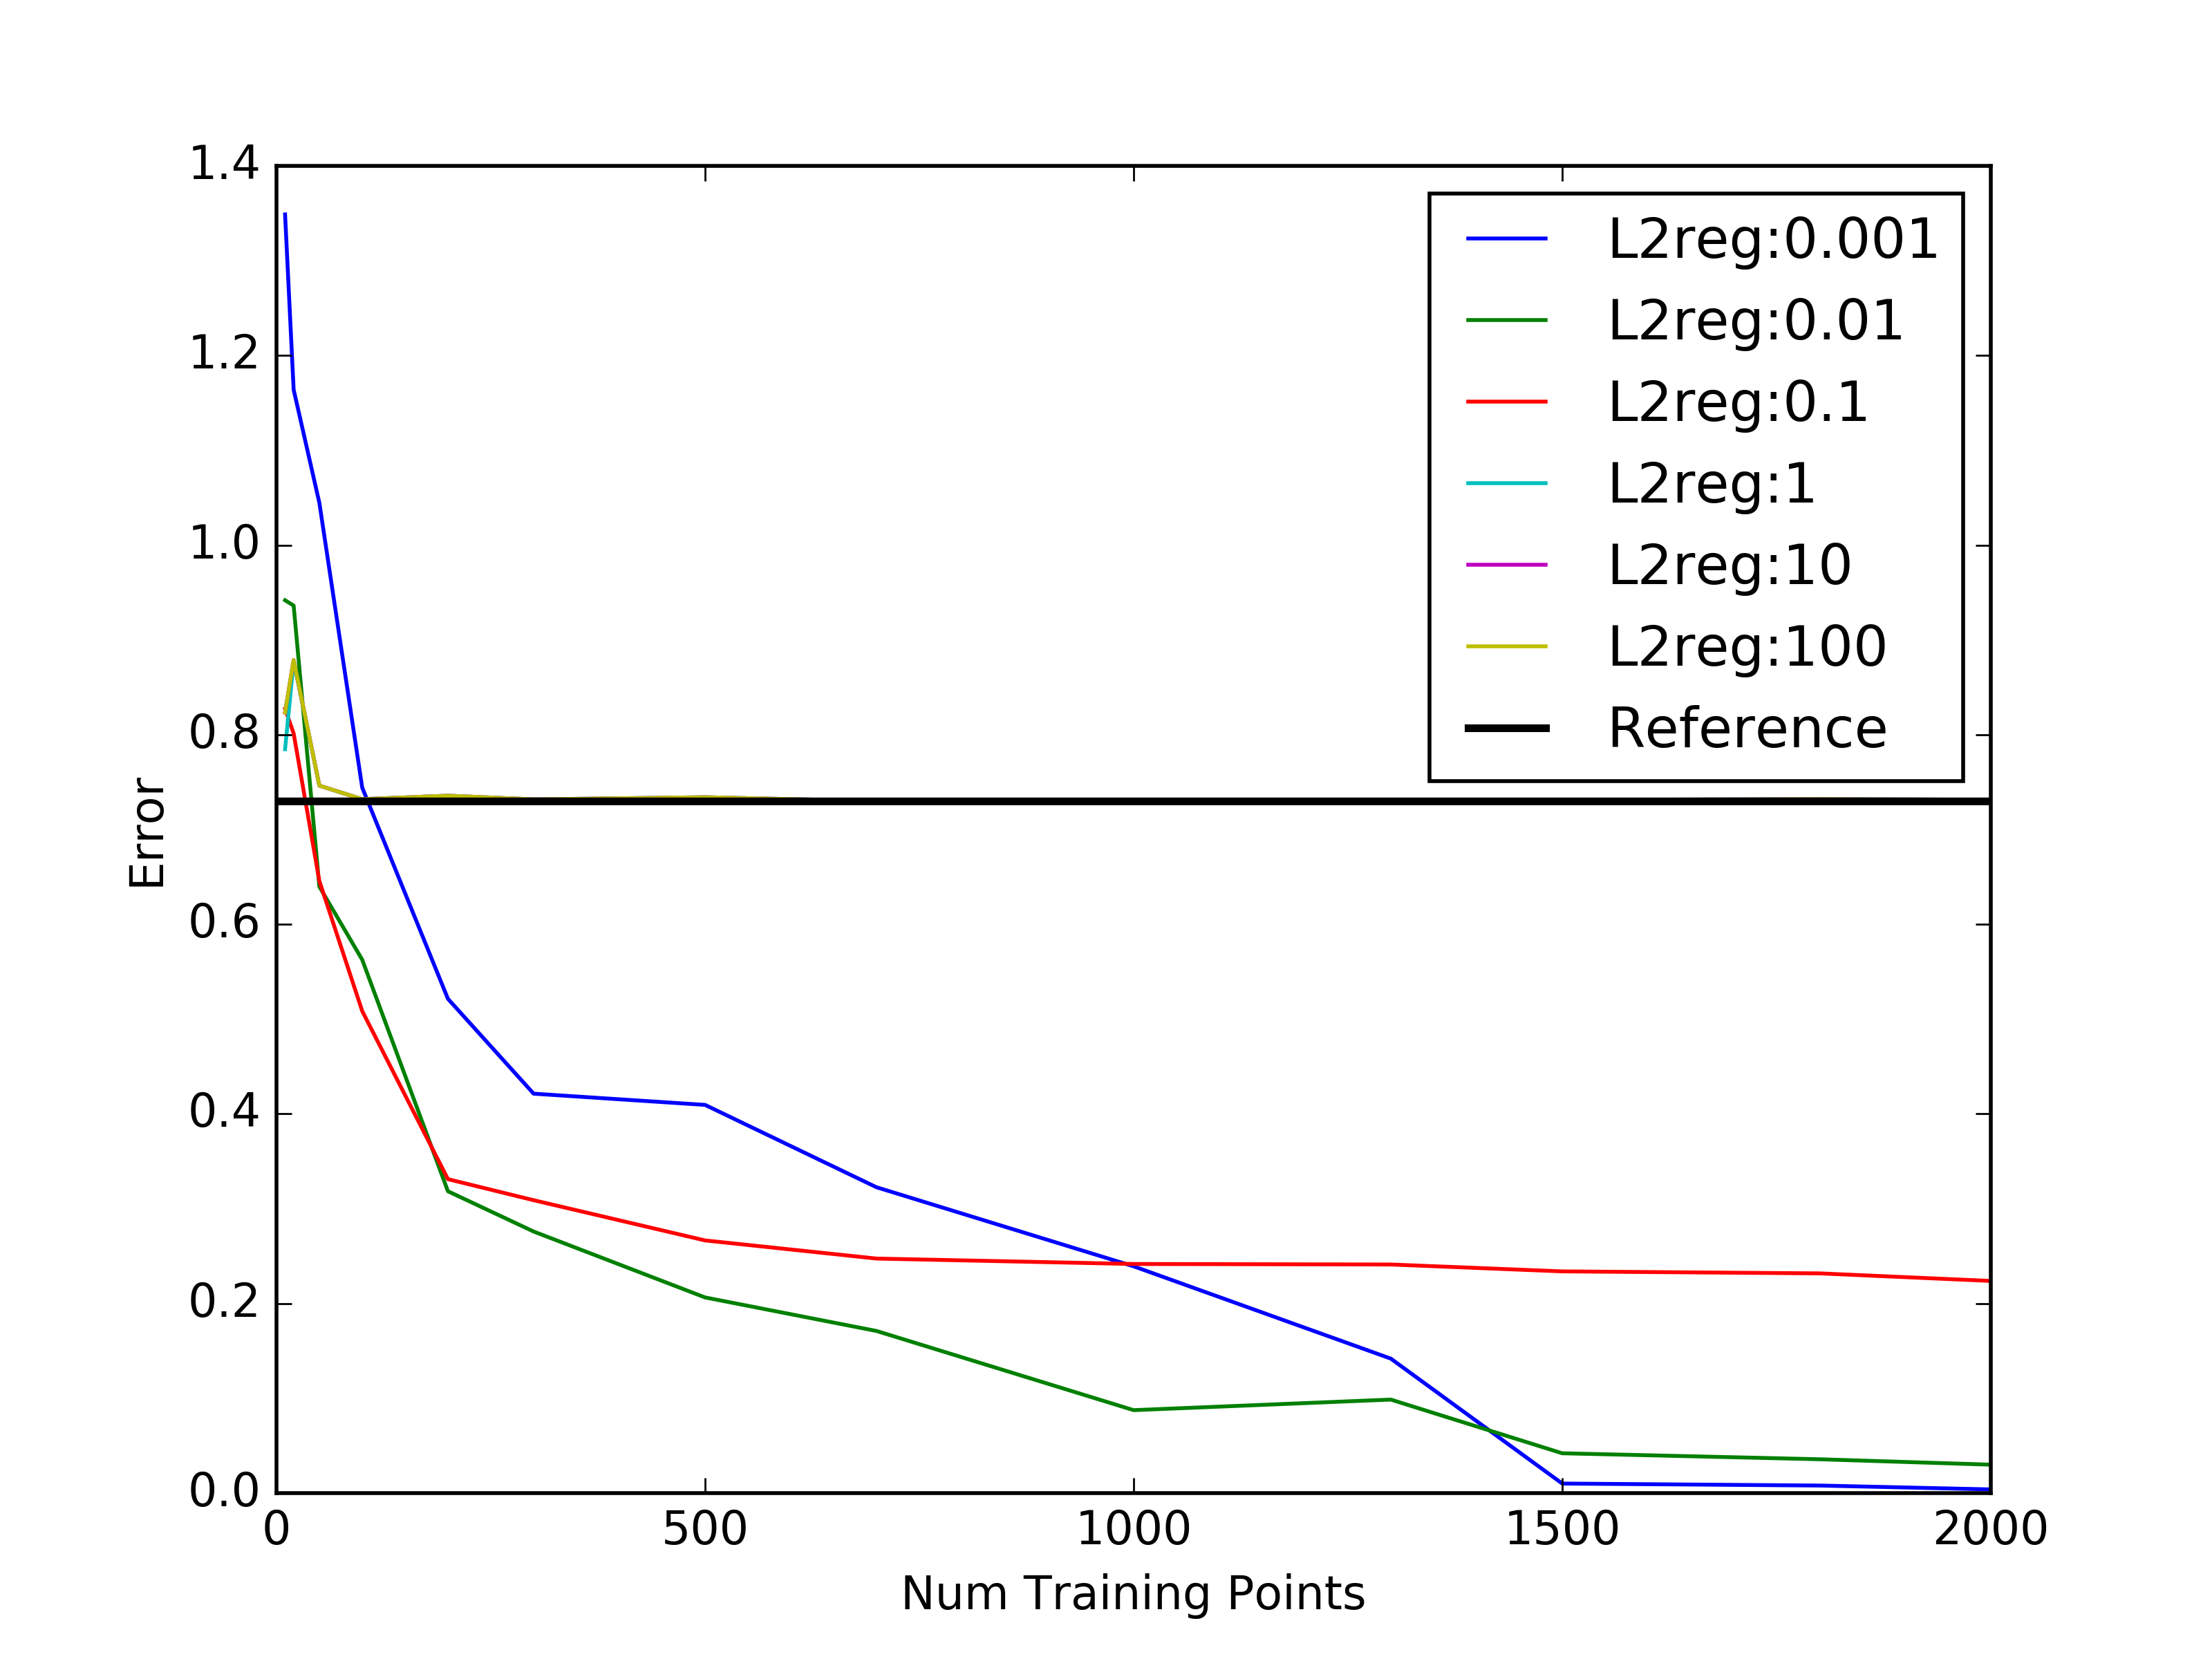 1.4
1.2
1.0
0.8
0.6
0.4
0.2
0.0
Error
0 500 1000 1500 2000
Num Training Points
L2reg:0.001
L2reg:0.01
L2reg:0.1
L2reg:1
L2reg:10
L2reg:100
Reference